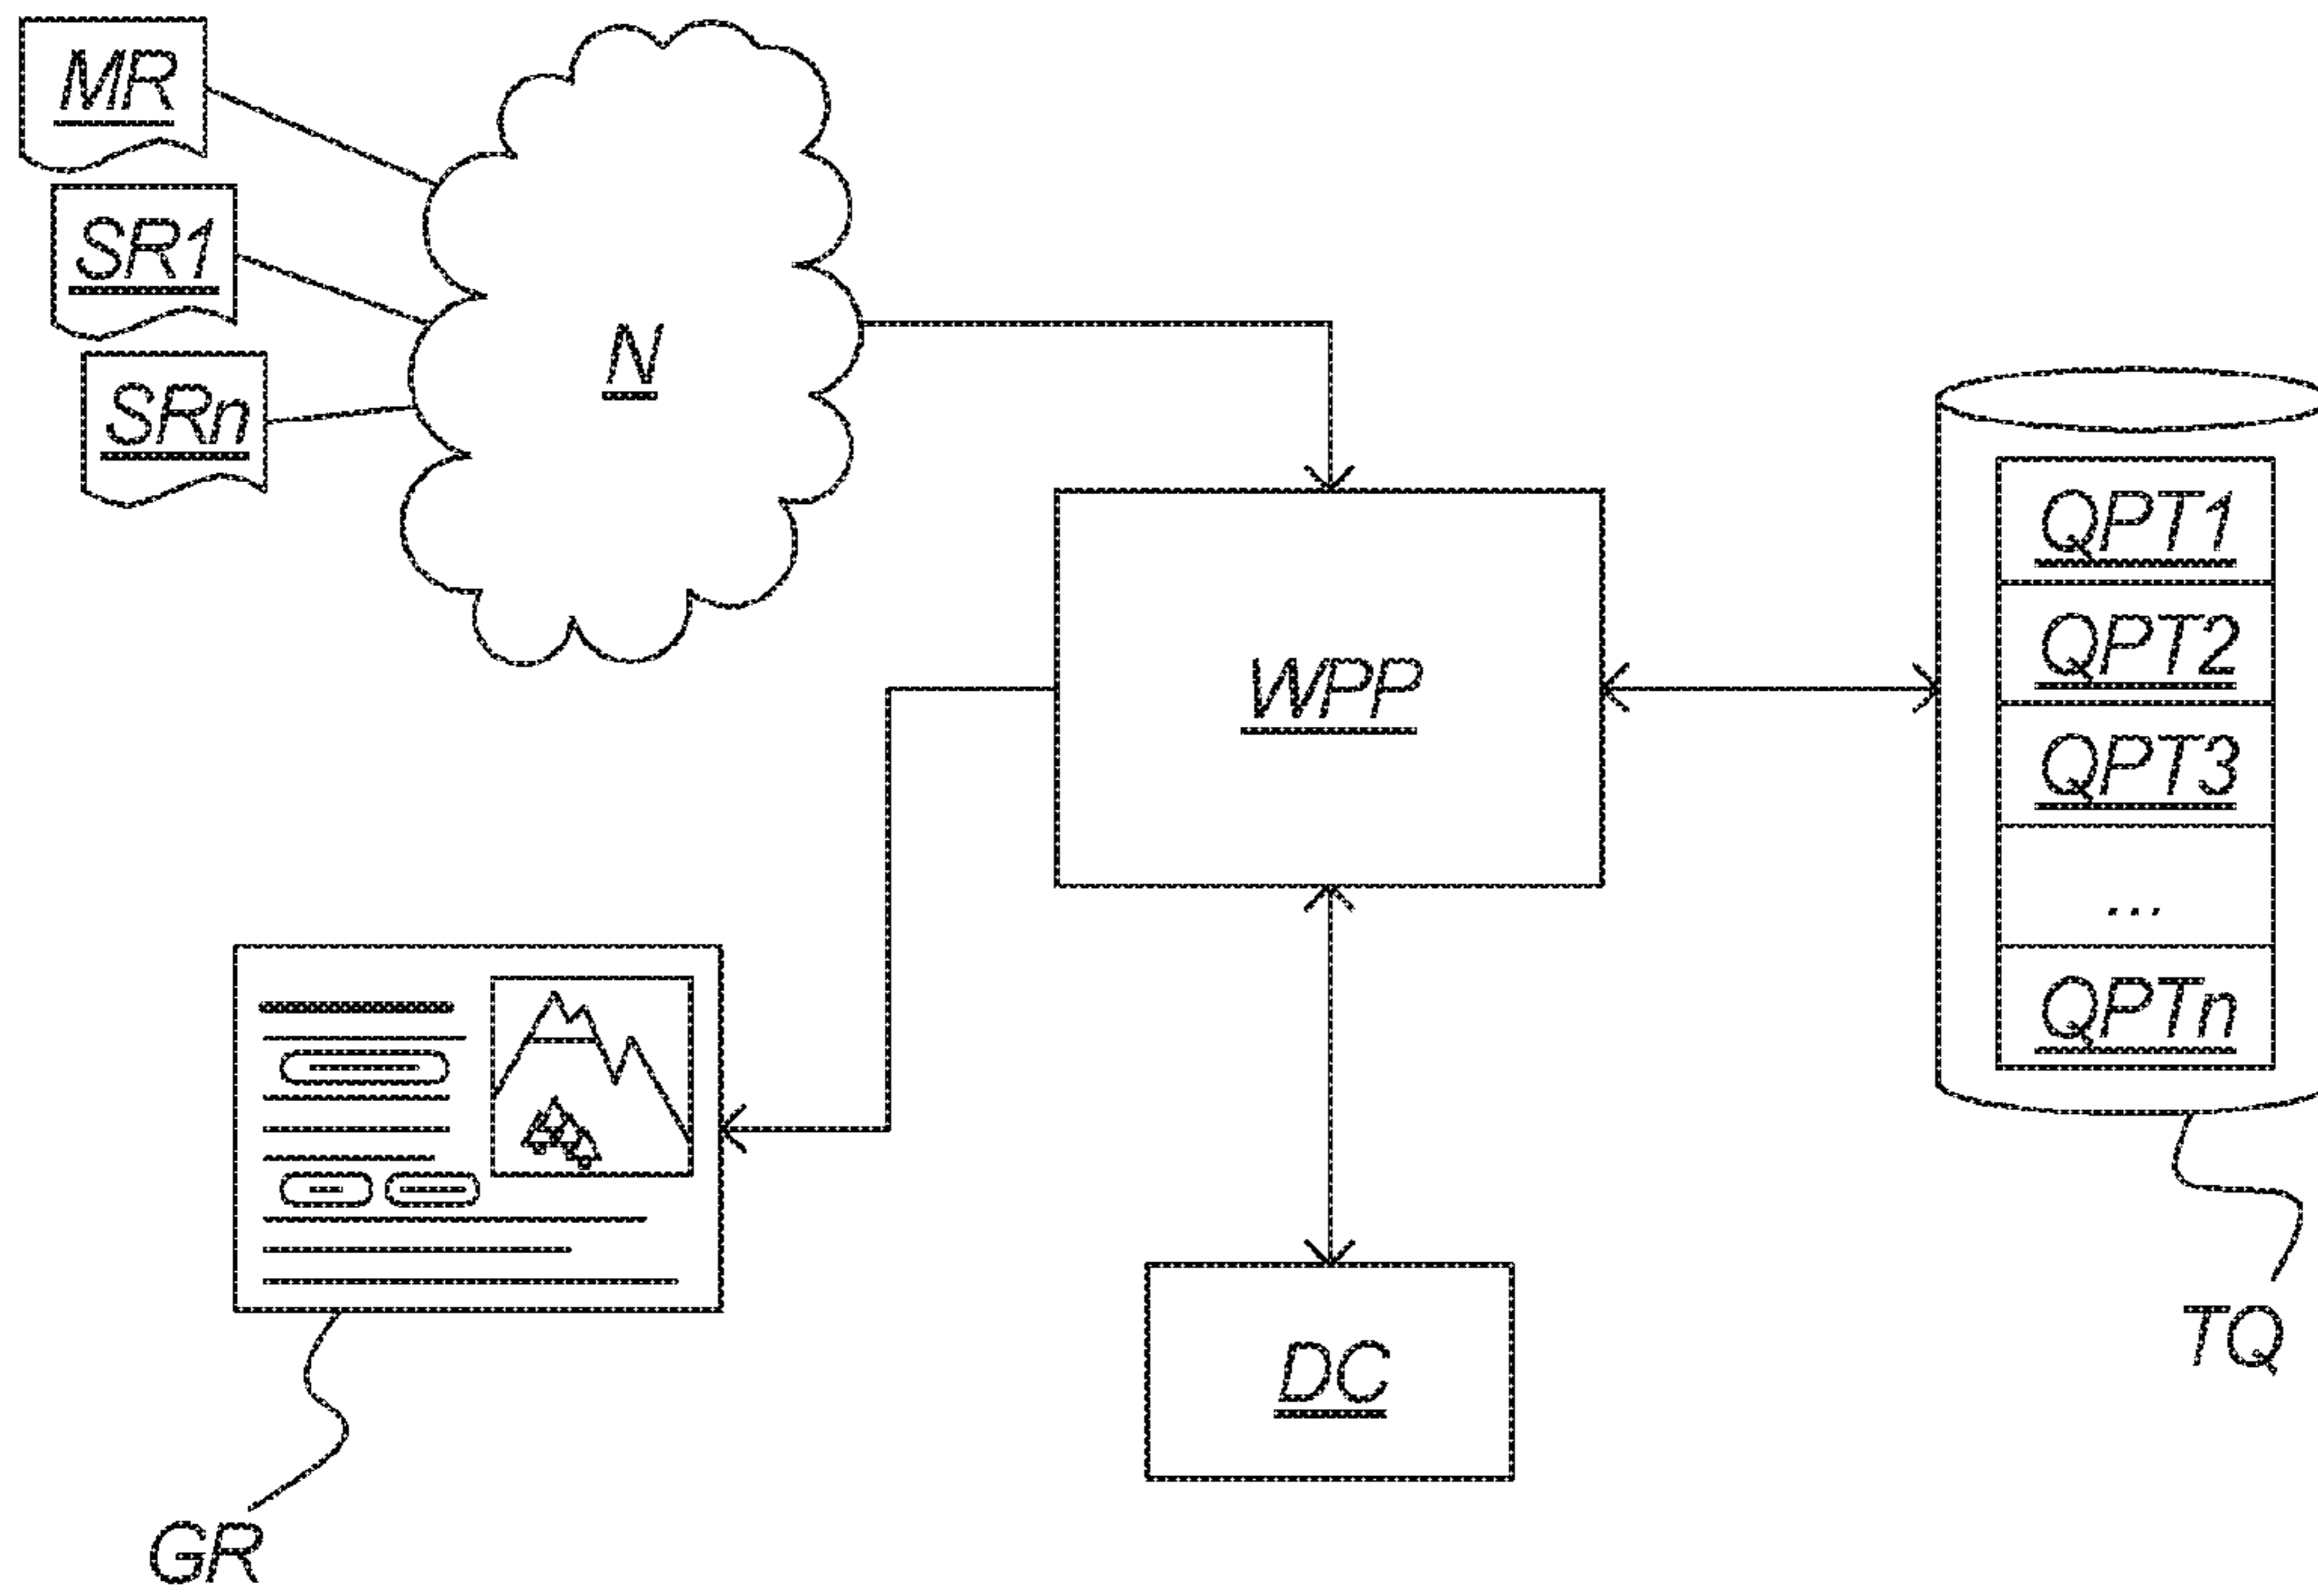 MR
SR1
SRn
N
WPP
QPT1
QPT2
QPT3
...
QPTn
DC
TQ
GR